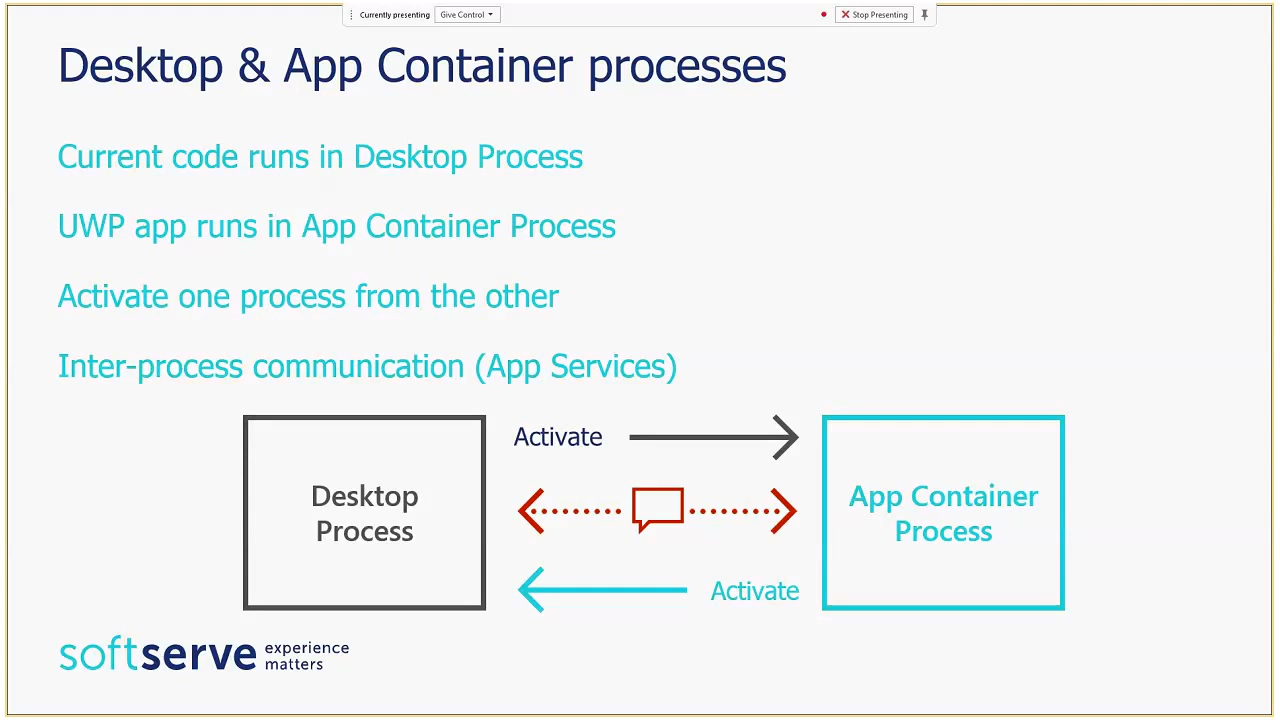 Currently presenting Give Control Stop Presenting
Desktop & App Container processes
Current code runs in Desktop Process
UWP app runs in App Container Process
Activate one process from the other
Inter-process communication (App Services)
Activate
Desktop
Process
App Container
Process
Activate
softserve experience
matters